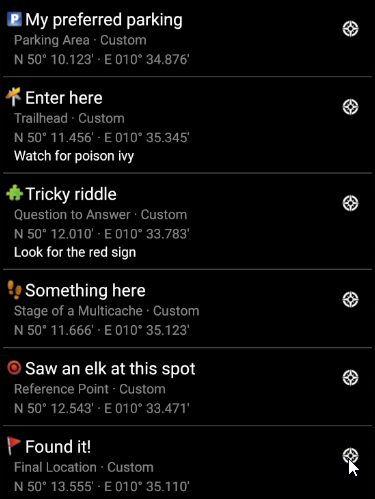 P My preferred parking
Parking Area · Custom
N 50° 10.123' · E 010° 34.876'
Enter here
Trailhead · Custom
N 50° 11.456' · E 010° 35.345'
Watch for poison ivy
Tricky riddle
Question to Answer · Custom
N 50° 12.010' · E 010° 33.783'
Look for the red sign
Something here
Stage of a Multicache · Custom
N 50° 11.666' · E 010° 35.123'
Saw an elk at this spot
Reference Point · Custom
N 50° 12.543' · E 010° 33.471'
Found it!
Final Location · Custom
N 50° 13.555' · E 010° 35.110'